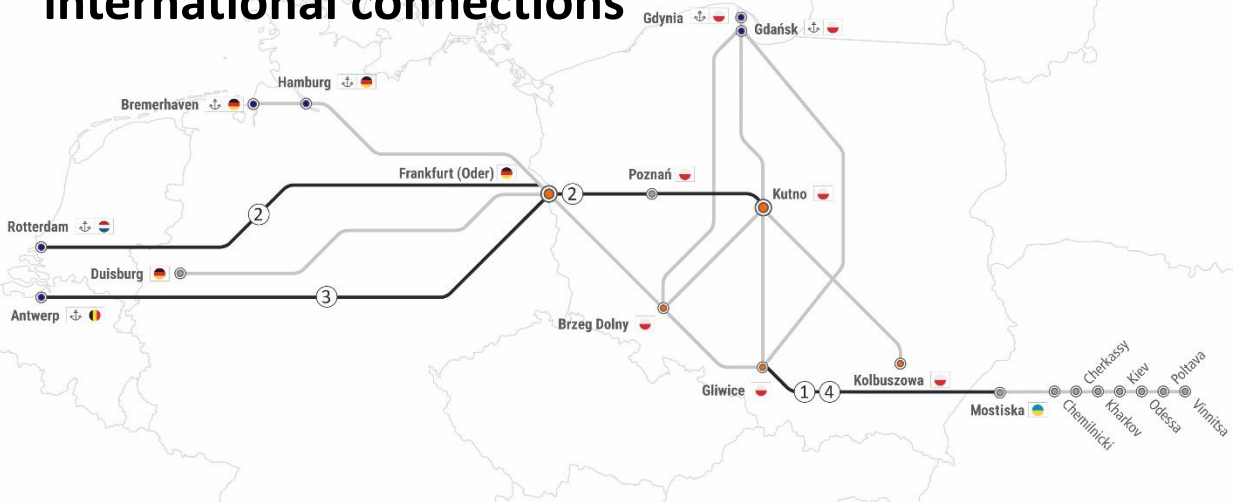 international connections
Gdynia
Gdańsk
Hamburg
Bremerhaven
Frankfurt (Oder)
2
Poznań
Kutno
2
Rotterdam
Duisburg
3
Antwerp
Brzeg Dolny
Gliwice
1
4
Kolbuszowa
Mostiska
Chemilnicki
Cherkassy
Kharkov
Kiev
Odessa
Połtava
Vinnitsa